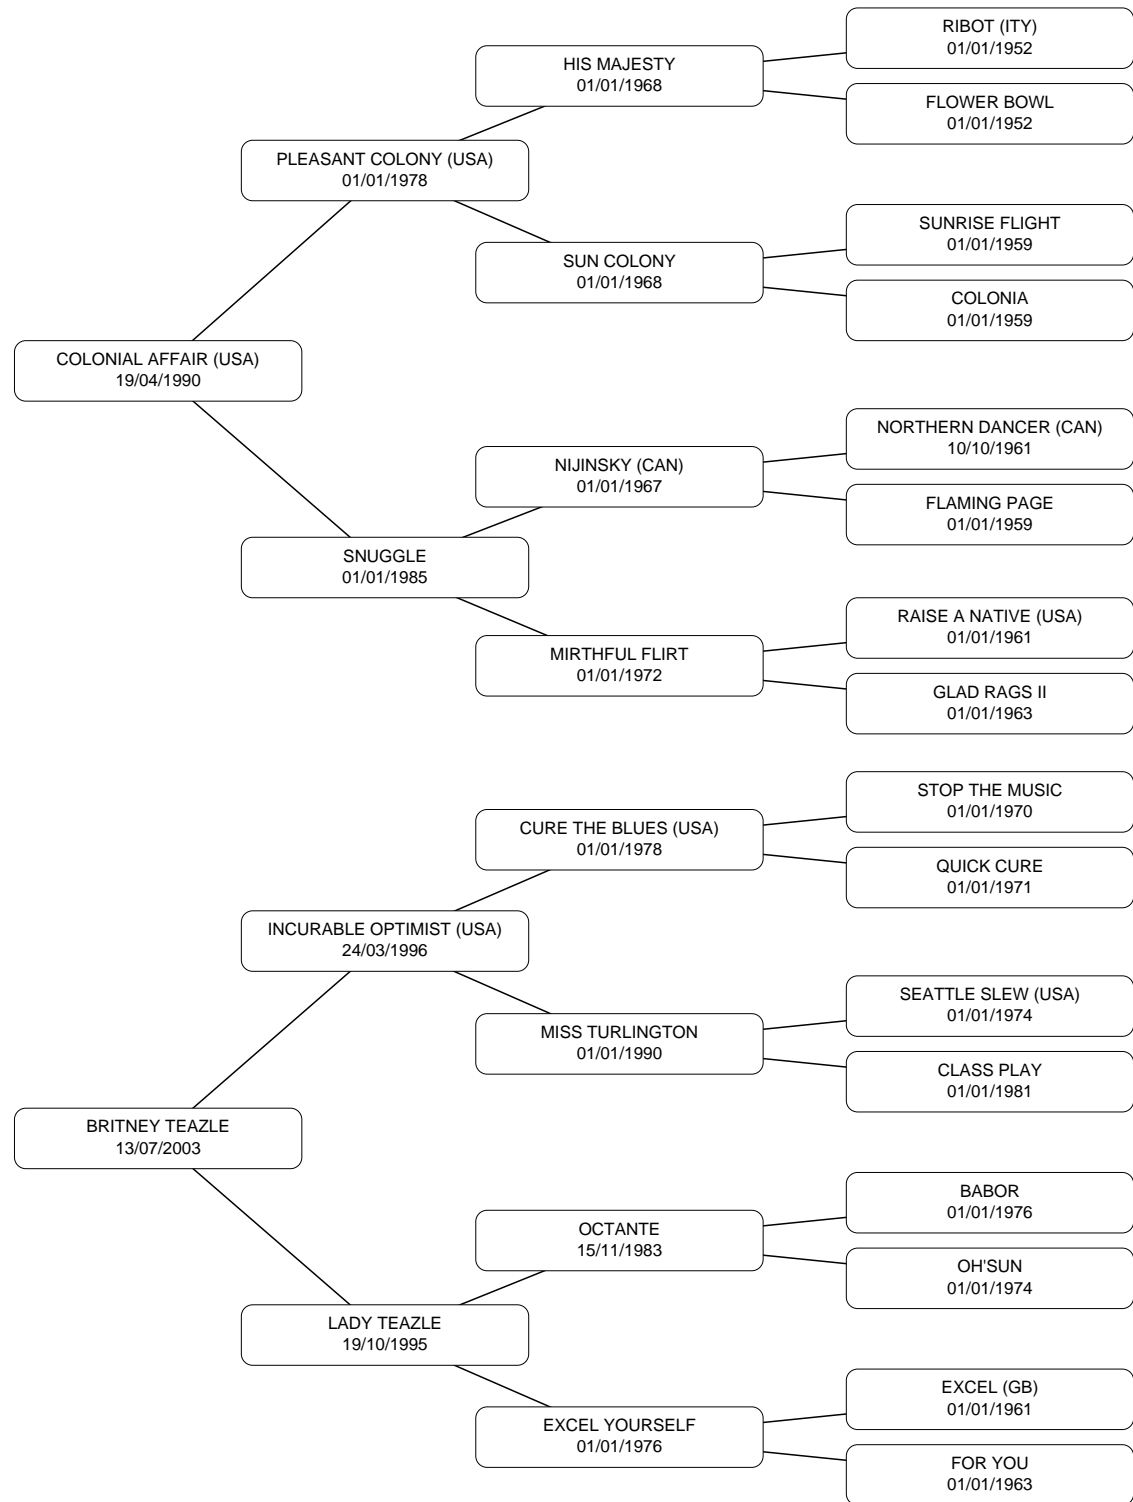 RIBOT (ITY)
01/01/1952
HIS MAJESTY
01/01/1968
FLOWER BOWL
01/01/1952
PLEASANT COLONY (USA)
01/01/1978
SUNRISE FLIGHT
01/01/1959
SUN COLONY
01/01/1968
COLONIA
01/01/1959
COLONIAL AFFAIR (USA)
19/04/1990
NORTHERN DANCER (CAN)
10/10/1961
NIJINSKY (CAN)
01/01/1967
FLAMING PAGE
01/01/1959
SNUGGLE
01/01/1985
RAISE A NATIVE (USA)
01/01/1961
MIRTHFUL FLIRT
01/01/1972
GLAD RAGS II
01/01/1963
STOP THE MUSIC
01/01/1970
CURE THE BLUES (USA)
01/01/1978
QUICK CURE
01/01/1971
INCURABLE OPTIMIST (USA)
24/03/1996
SEATTLE SLEW (USA)
01/01/1974
MISS TURLINGTON
01/01/1990
CLASS PLAY
01/01/1981
BRITNEY TEAZLE
13/07/2003
BABOR
01/01/1976
OCTANTE
15/11/1983
OH'SUN
01/01/1974
LADY TEAZLE
19/10/1995
EXCEL (GB)
01/01/1961
EXCEL YOURSELF
01/01/1976
FOR YOU
01/01/1963